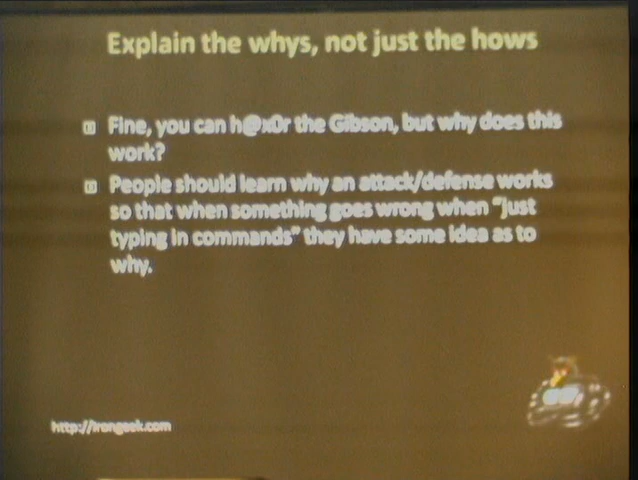 Explain the whys, not just the hows
Fine, you can h@x0r the Gibson, but why does this
work?
People should learn why an attack/defense works
so that when something goes wrong when "just
typing in commands" they have some idea as to
why.
http://irongeek.com